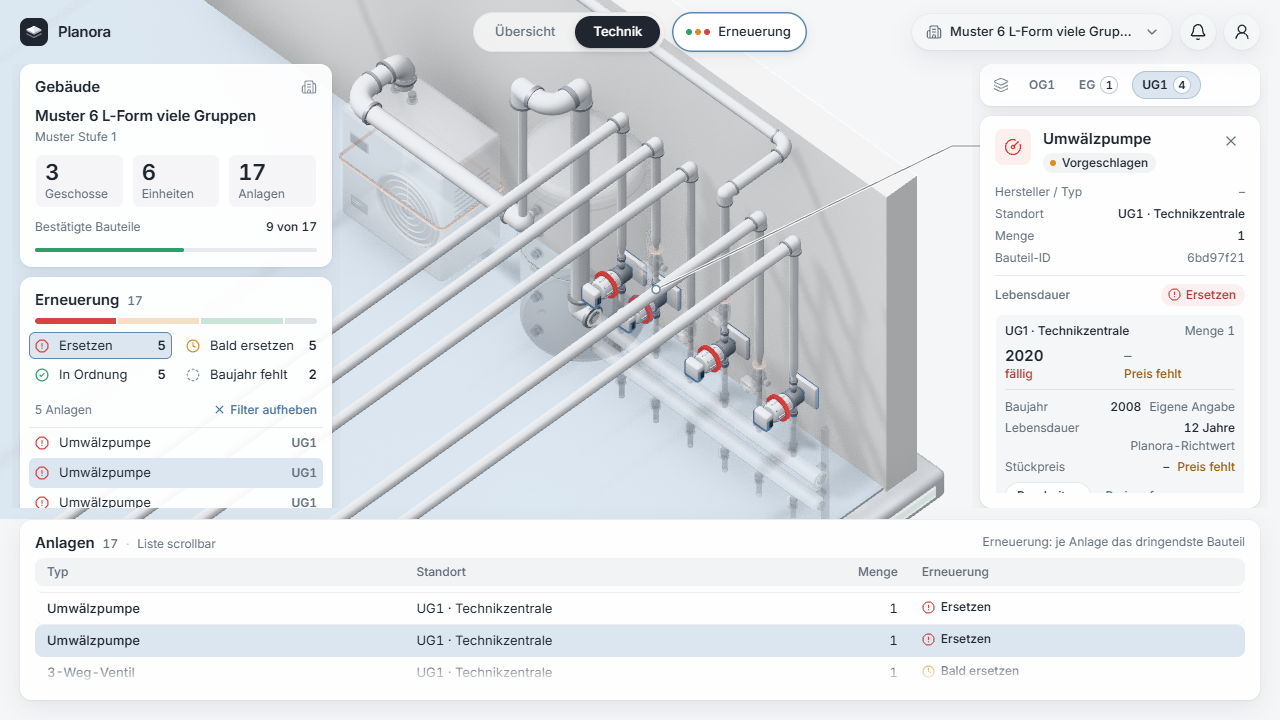 Planora
Übersicht
Technik
Erneuerung
Muster 6 L-Form viele Grup...
Gebäude
Muster 6 L-Form viele Gruppen
Muster Stufe 1
3 6 17
Geschosse Einheiten Anlagen
Bestätigte Bauteile 9 von 17
Erneuerung 17
Ersetzen 5 Bald ersetzen 5
In Ordnung 5 Baujahr fehlt 2
5 Anlagen Filter aufheben
Umwälzpumpe UG1
Umwälzpumpe UG1
Umwälzpumpe UG1
OG1 EG 1 UG1 4
Umwälzpumpe
Vorgeschlagen
Hersteller / Typ –
Standort UG1 · Technikzentrale
Menge 1
Bauteil-ID 6bd97f21
Lebensdauer Ersetzen
UG1 · Technikzentrale Menge 1
2020 –
fällig Preis fehlt
Baujahr 2008 Eigene Angabe
Lebensdauer 12 Jahre
Planora-Richtwert
Stückpreis – Preis fehlt
Anlagen 17 · Liste scrollbar
Erneuerung: je Anlage das dringendste Bauteil
Typ Standort Menge Erneuerung
Umwälzpumpe UG1 · Technikzentrale 1 Ersetzen
Umwälzpumpe UG1 · Technikzentrale 1 Ersetzen
3-Weg-Ventil UG1 · Technikzentrale 1 Bald ersetzen